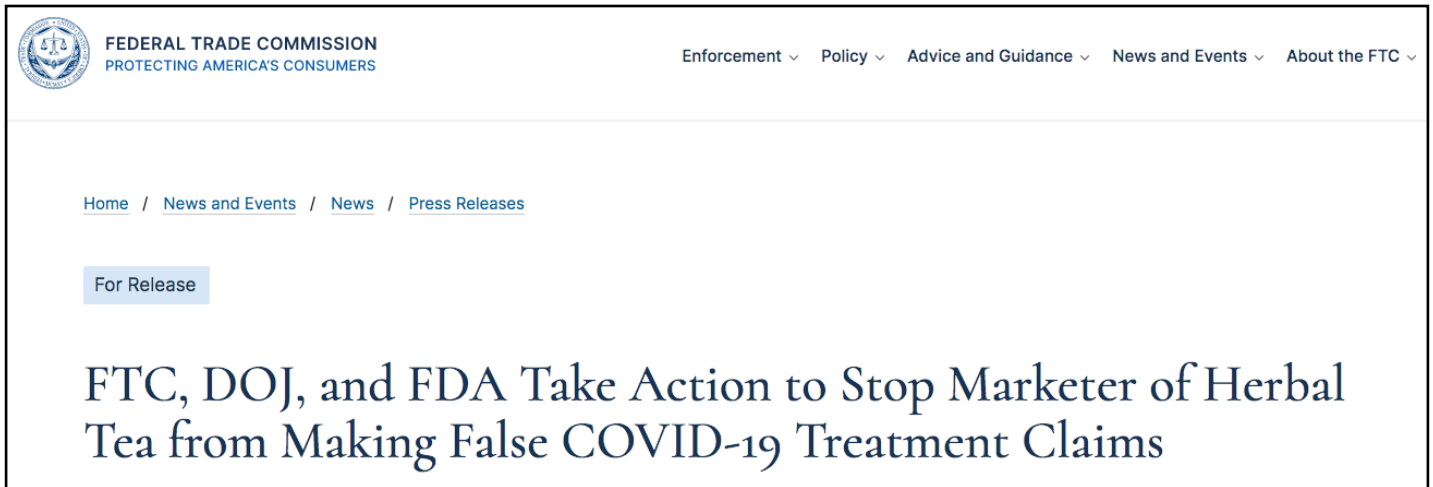 FEDERAL TRADE COMMISSION
PROTECTING AMERICA'S CONSUMERS
Enforcement Policy Advice and Guidance News and Events About the FTC
Home / News and Events / News / Press Releases
For Release
FTC, DOJ, and FDA Take Action to Stop Marketer of Herbal
Tea from Making False COVID-19 Treatment Claims